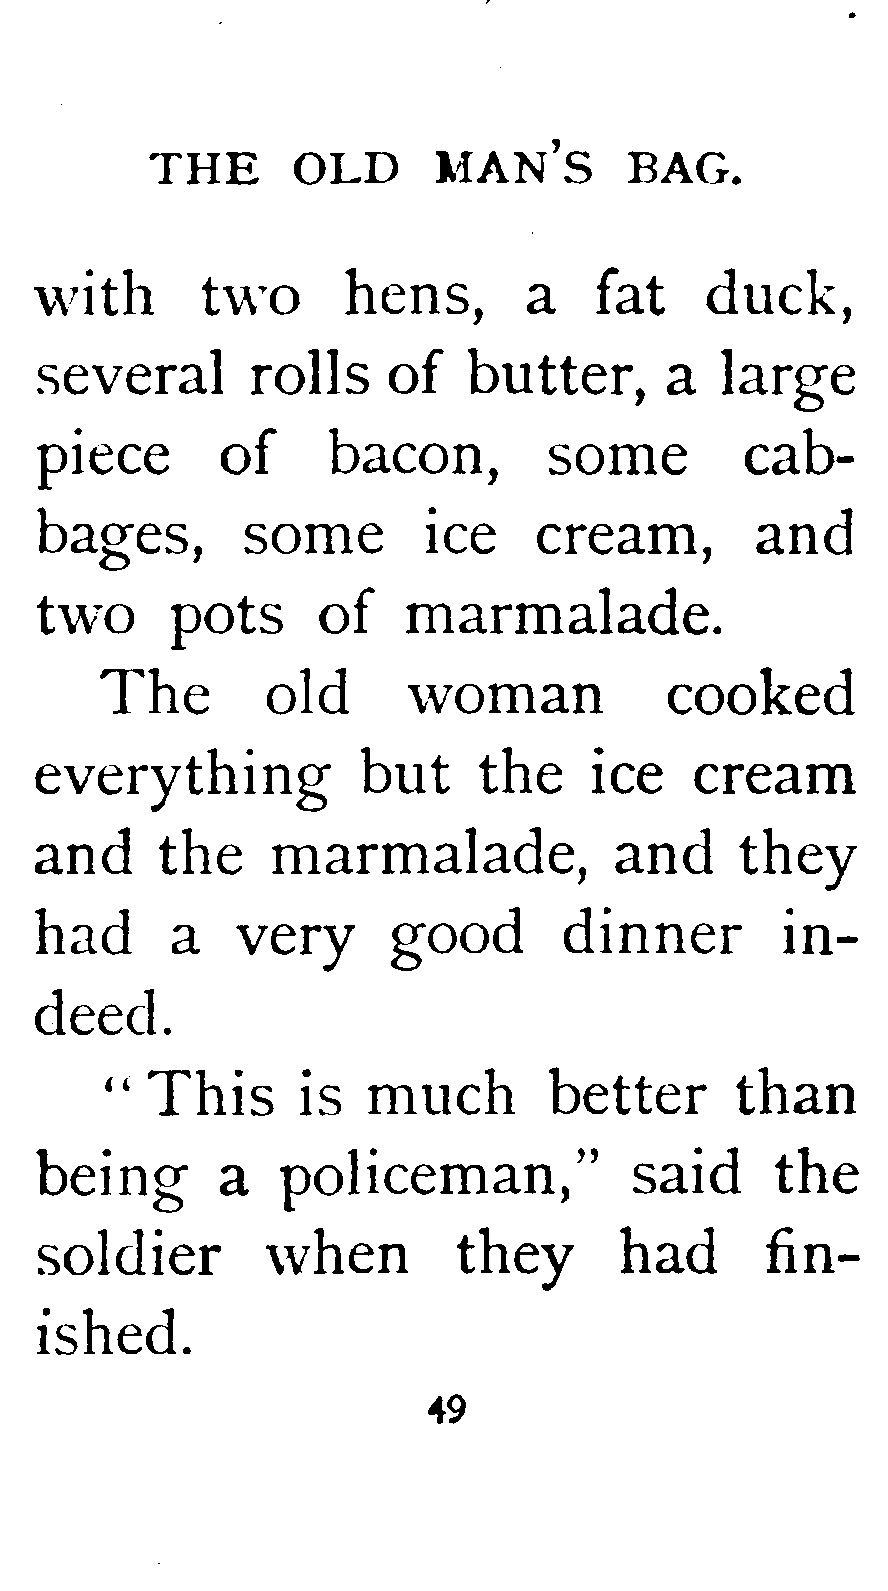 THE OLD MAN'S BAG.
with two hens, a fat duck,
several rolls of butter, a large
piece of bacon, some cab-
bages, some ice cream, and
two pots of marmalade.
The old woman cooked
everything but the ice cream
and the marmalade, and they
had a very good dinner in-
deed.
“This is much better than
being a policeman,” said the
soldier when they had fin-
ished.
49